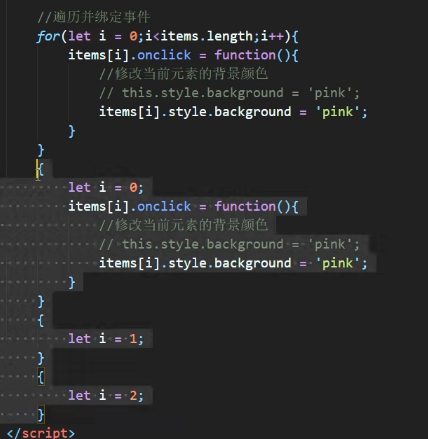 //遍历并绑定事件
for(let i = 0;i<items.length;i++){
items[i].onclick = function(){
//修改当前元素的背景颜色
// this.style.background = 'pink';
items[i].style.background = 'pink';
}
}
{
let i = 0;
items[i].onclick = function(){
//修改当前元素的背景颜色
// this.style.background = 'pink';
items[i].style.background = 'pink';
}
}
{
let i = 1;
}
{
let i = 2;
}
</script>